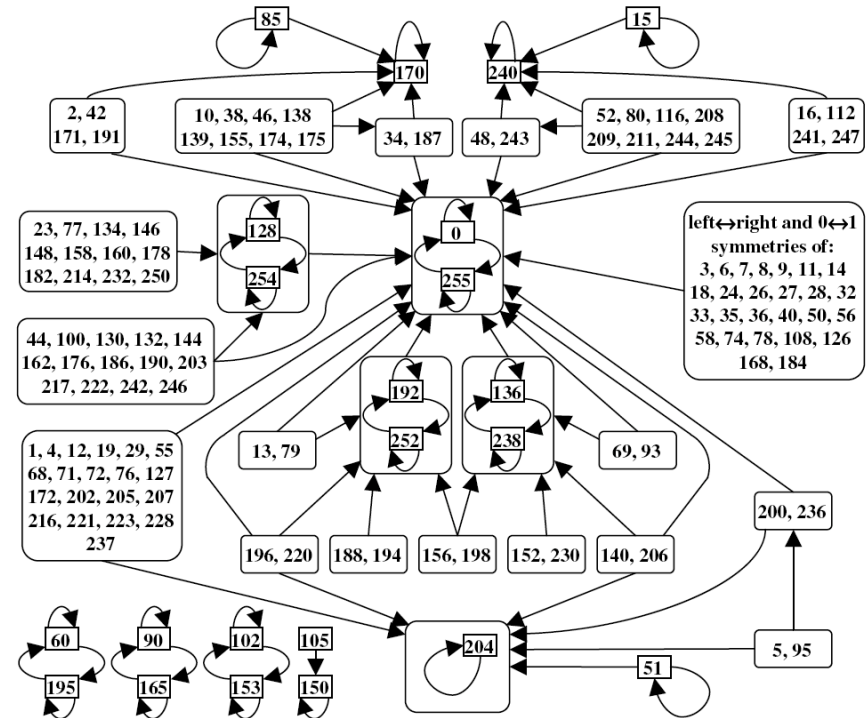 85
15
170
240
2, 42
171, 191
10, 38, 46, 138
139, 155, 174, 175
34, 187
48, 243
52, 80, 116, 208
209, 211, 244, 245
16, 112
241, 247
23, 77, 134, 146
148, 158, 160, 178
182, 214, 232, 250
128
254
0
255
left↔right and 0↔1
symmetries of:
3, 6, 7, 8, 9, 11, 14
18, 24, 26, 27, 28, 32
33, 35, 36, 40, 50, 56
58, 74, 78, 108, 126
168, 184
44, 100, 130, 132, 144
162, 176, 186, 190, 203
217, 222, 242, 246
192
252
136
238
1, 4, 12, 19, 29, 55
68, 71, 72, 76, 127
172, 202, 205, 207
216, 221, 223, 228
237
13, 79
69, 93
196, 220
188, 194
156, 198
152, 230
140, 206
200, 236
60
195
90
165
102
153
105
150
204
51
5, 95